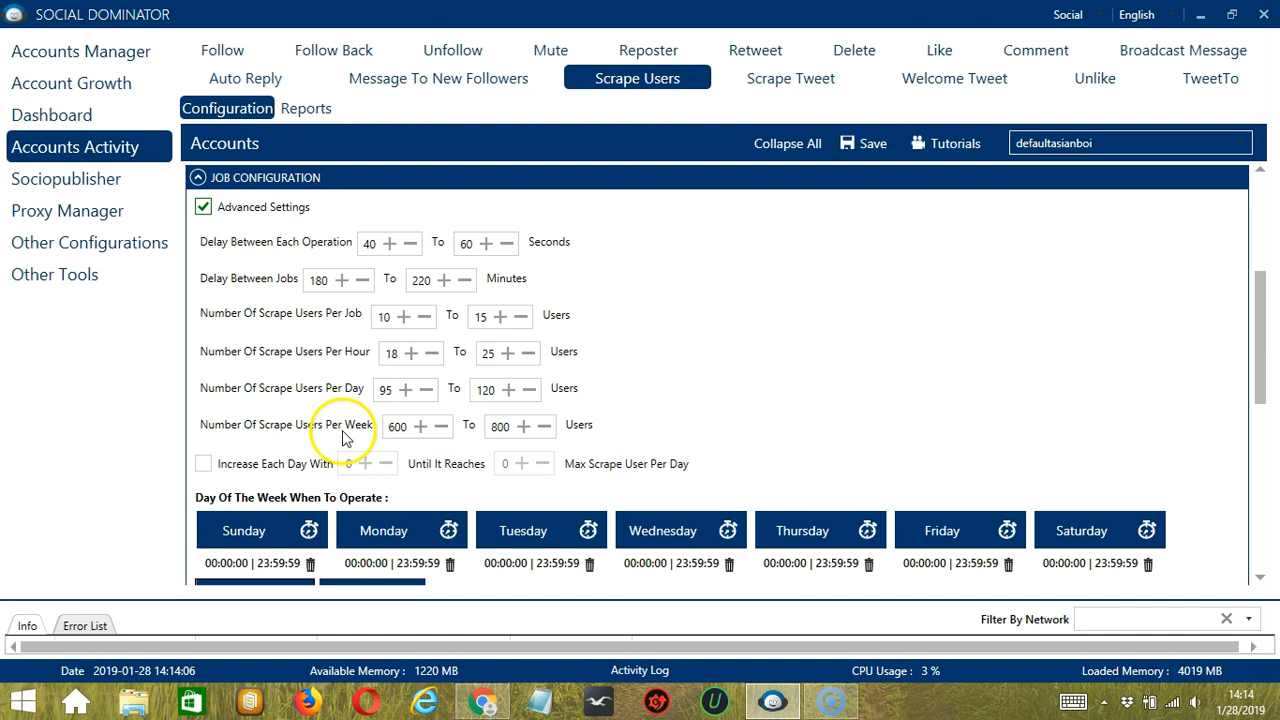 SOCIAL DOMINATOR
Social
English
Accounts Manager
Account Growth
Dashboard
Accounts Activity
Sociopublisher
Proxy Manager
Other Configurations
Other Tools
Follow Follow Back Unfollow Mute Reposter Retweet Delete Like Comment Broadcast Message
Auto Reply Message To New Followers Scrape Users Scrape Tweet Welcome Tweet Unlike TweetTo
Configuration Reports
Accounts Collapse All Save Tutorials defaultasianboi
JOB CONFIGURATION
Advanced Settings
Delay Between Each Operation 40 To 60 Seconds
Delay Between Jobs 180 To 220 Minutes
Number Of Scrape Users Per Job 10 To 15 Users
Number Of Scrape Users Per Hour 18 To 25 Users
Number Of Scrape Users Per Day 95 To 120 Users
Number Of Scrape Users Per Week 600 To 800 Users
Increase Each Day With 0 Until It Reaches 0 Max Scrape User Per Day
Day Of The Week When To Operate :
Sunday Monday Tuesday Wednesday Thursday Friday Saturday
00:00:00 | 23:59:59 00:00:00 | 23:59:59 00:00:00 | 23:59:59 00:00:00 | 23:59:59 00:00:00 | 23:59:59 00:00:00 | 23:59:59 00:00:00 | 23:59:59
Info Error List Filter By Network
Date 2019-01-28 14:14:06 Available Memory : 1220 MB Activity Log CPU Usage : 3 % Loaded Memory : 4019 MB
14:14
1/28/2019